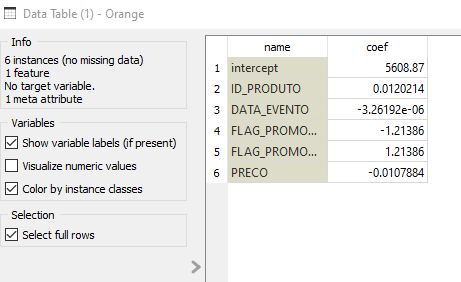 Data Table (1) - Orange
Info
6 instances (no missing data)
1 feature
No target variable.
1 meta attribute
Variables
Show variable labels (if present)
Visualize numeric values
Color by instance classes
Selection
Select full rows
name coef
1 intercept 5608.87
2 ID_PRODUTO 0.0120214
3 DATA_EVENTO -3.26192e-06
4 FLAG_PROMO... -1.21386
5 FLAG_PROMO... 1.21386
6 PRECO -0.0107884